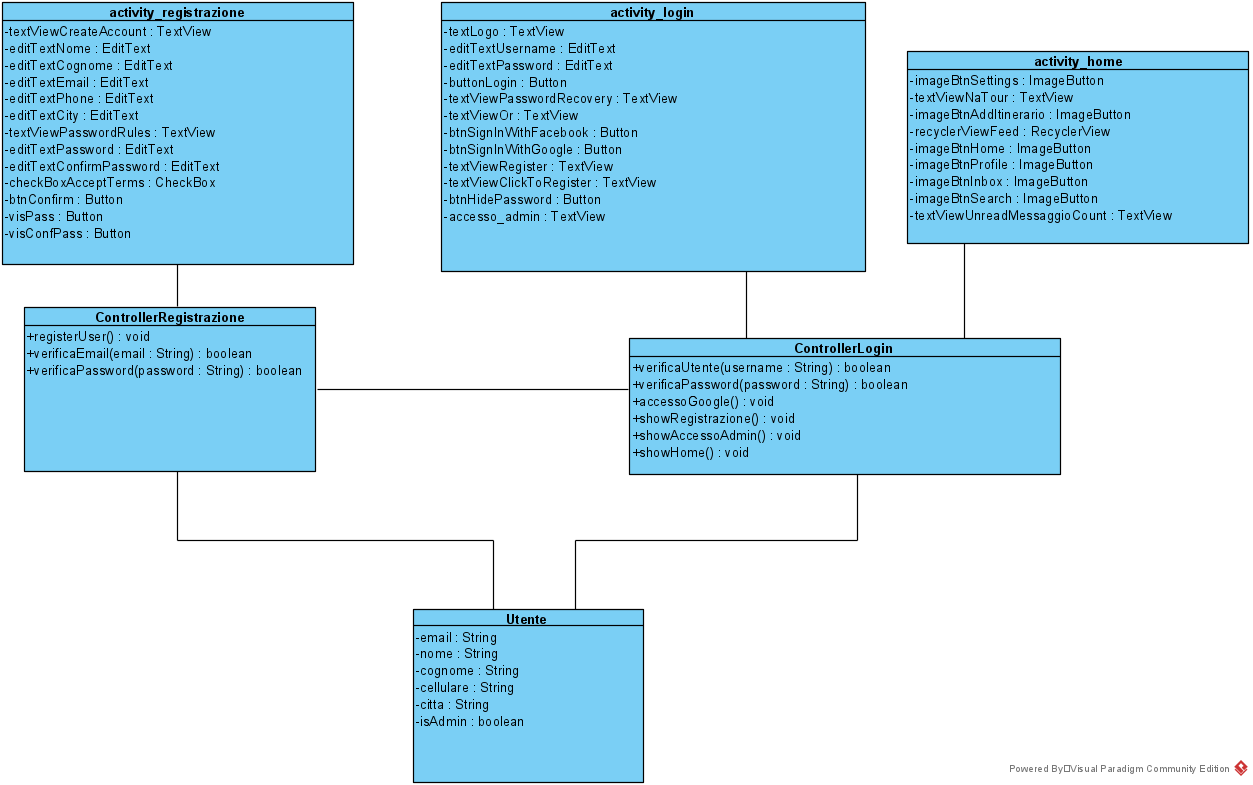 activity_registrazione
-textViewCreateAccount : TextView
-editTextNome : EditText
-editTextCognome : EditText
-editTextEmail : EditText
-editTextPhone : EditText
-editTextCity : EditText
-textViewPasswordRules : TextView
-editTextPassword : EditText
-editTextConfirmPassword : EditText
-checkBoxAcceptTerms : CheckBox
-btnConfirm : Button
-visPass : Button
-visConfPass : Button
activity_login
-textLogo : TextView
-editTextUsername : EditText
-editTextPassword : EditText
-buttonLogin : Button
-textViewPasswordRecovery : TextView
-textViewOr : TextView
-btnSignInWithFacebook : Button
-btnSignInWithGoogle : Button
-textViewRegister : TextView
-textViewClickToRegister : TextView
-btnHidePassword : Button
-accesso_admin : TextView
activity_home
-imageBtnSettings : ImageButton
-textViewNaTour : TextView
-imageBtnAddItinerario : ImageButton
-recyclerViewFeed : RecyclerView
-imageBtnHome : ImageButton
-imageBtnProfile : ImageButton
-imageBtnInbox : ImageButton
-imageBtnSearch : ImageButton
-textViewUnreadMessaggioCount : TextView
ControllerRegistrazione
+registerUser() : void
+verificaEmail(email : String) : boolean
+verificaPassword(password : String) : boolean
ControllerLogin
+verificaUtente(username : String) : boolean
+verificaPassword(password : String) : boolean
+accessoGoogle() : void
+showRegistrazione() : void
+showAccessoAdmin() : void
+showHome() : void
Utente
-email : String
-nome : String
-cognome : String
-cellulare : String
-citta : String
-isAdmin : boolean
Powered By Visual Paradigm Community Edition